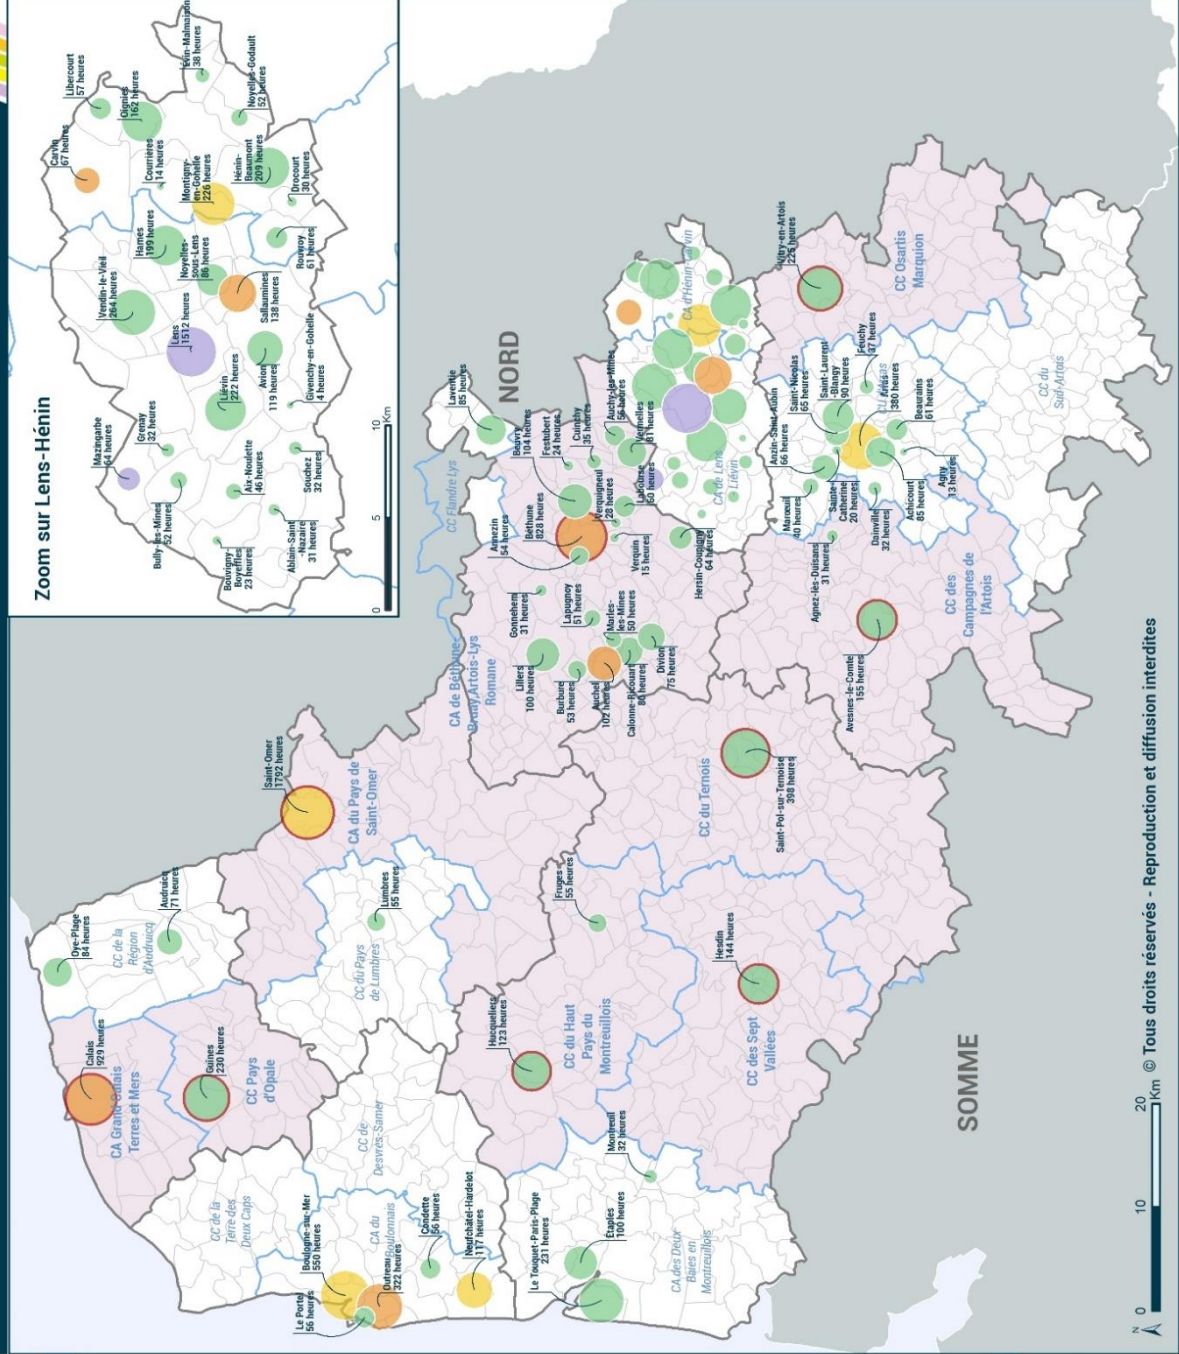 Zoom sur Lens-Hénin
Mazingarbe
64 heures
Grenay
32 heures
Bully-les-Mines
52 heures
Bouvigny-
Boyeffles
23 heures
Aix-Noulette
46 heures
Ablain-Saint
-Nazaire
31 heures
Souchez
32 heures
Givenchy-en-Gohelle
4 heures
Liévin
222 heures
Avion
119 heures
Lens
1512 heures
Vendin-le-Vieil
264 heures
Harnes
199 heures
Noyelles-
sous-Lens
86 heures
Sallaumines
138 heures
Rouvroy
61 heures
Drocourt
30 heures
Montigny-
en-Gohelle
226 heures
Hénin-
Beaumont
209 heures
Courrières
14 heures
Carvin
67 heures
Libercourt
57 heures
Oignies
162 heures
Évin-Malmaison
38 heures
Noyelles-Godault
52 heures
0 5 10
Km
NORD
SOMME
Calais
929 heures
CA Grand Calais
Terres et Mers
Oye-Plage
84 heures
CC de la
Région
d'Audruicq
Audruicq
71 heures
Guînes
230 heures
CC Pays
d'Opale
Saint-Omer
1792 heures
CA du Pays de
Saint-Omer
CC de la
Terre des
Deux Caps
Boulogne-sur-Mer
550 heures
Le Portel
56 heures
Outreau
322 heures
CA du
Boulonnais
Condette
56 heures
Neufchâtel-Hardelot
117 heures
CC de
Desvres-Samer
CC du Pays
de Lumbres
Lumbres
55 heures
Le Touquet-Paris-Plage
231 heures
Étaples
100 heures
Montreuil
32 heures
CA des Deux
Baies en
Montreuillois
Hucqueliers
123 heures
CC du Haut
Pays du
Montreuillois
Fruges
55 heures
Hesdin
144 heures
CC des Sept
Vallées
CC du Ternois
Saint-Pol-sur-Ternoise
398 heures
CC Flandre Lys
Laventie
85 heures
CA de Béthune-
Bruay,Artois-Lys
Romane
Lillers
100 heures
Gonnehem
31 heures
Burbure
53 heures
Lapugnoy
51 heures
Auchel
102 heures
Marles-
les-Mines
50 heures
Calonne-Ricouart
86 heures
Divion
75 heures
Annezin
54 heures
Béthune
828 heures
Beuvry
104 heures
Festubert
24 heures
Cuinchy
35 heures
Auchy-les-Mines
56 heures
Vermelles
81 heures
Verquigneul
28 heures
Labourse
60 heures
Verquin
15 heures
Hersin-Coupigny
64 heures
CA de Lens
Liévin
CA d'Hénin-Carvin
Vitry-en-Artois
225 heures
CC Osartis
Marquion
Anzin-Saint-Aubin
66 heures
Saint-Nicolas
65 heures
Saint-Laurent
-Blangy
90 heures
Feuchy
37 heures
Arras
380 heures
Beaurains
61 heures
Marœuil
40 heures
Sainte-
Catherine
20 heures
Dainville
32 heures
Achicourt
85 heures
Agny
13 heures
Agnez-lès-Duisans
31 heures
Avesnes-le-Comte
155 heures
CC des
Campagnes de
l'Artois
CC du
Sud-Artois
N
0 10 20
Km © Tous droits réservés - Reproduction et diffusion interdites